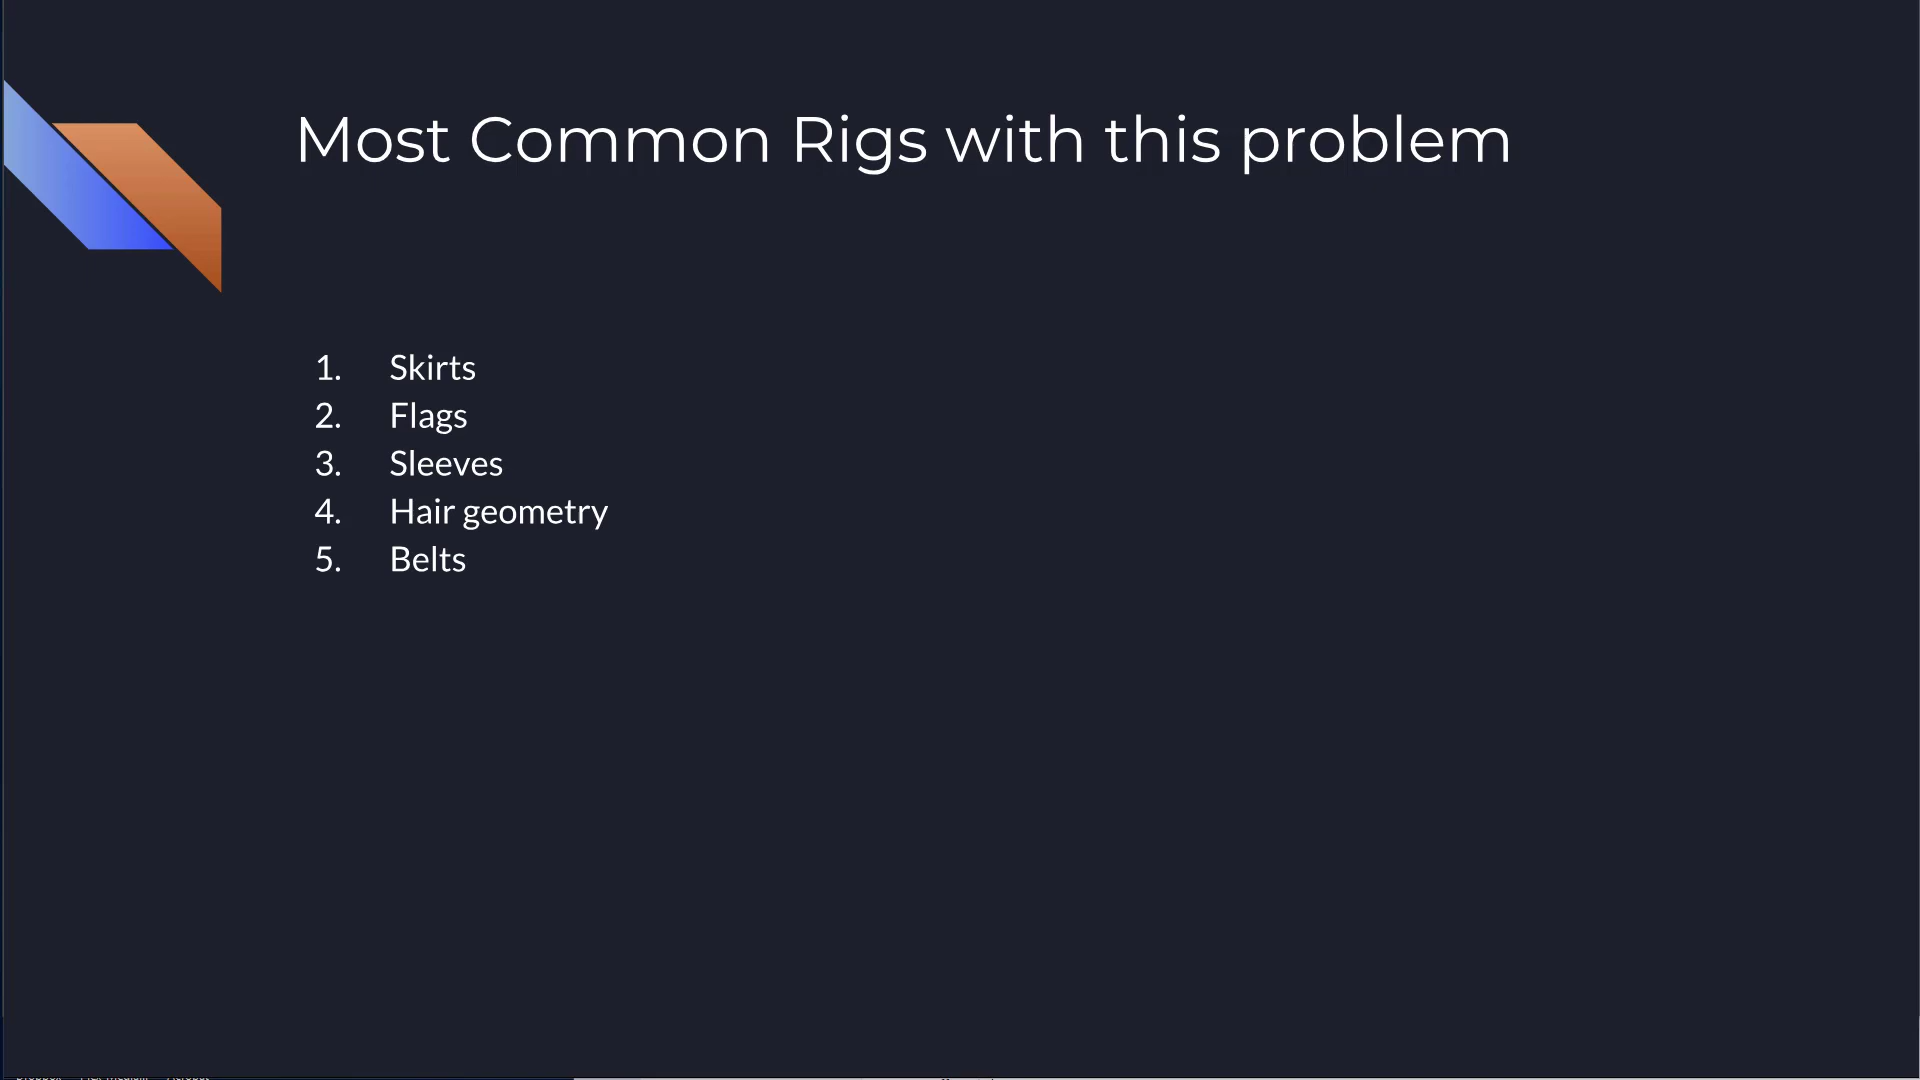 Most Common Rigs with this problem
1. Skirts
2. Flags
3. Sleeves
4. Hair geometry
5. Belts